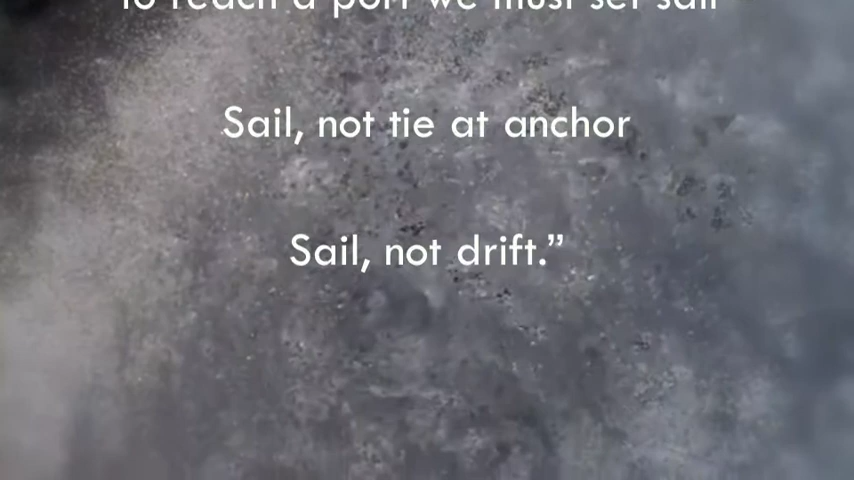 To reach a port we must set sail
Sail, not tie at anchor
Sail, not drift.”